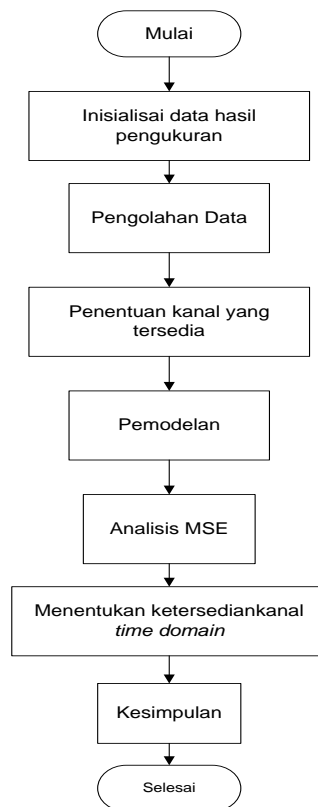 Mulai
Inisialisai data hasil
pengukuran
Pengolahan Data
Penentuan kanal yang
tersedia
Pemodelan
Analisis MSE
Menentukan ketersediankanal
time domain
Kesimpulan
Selesai